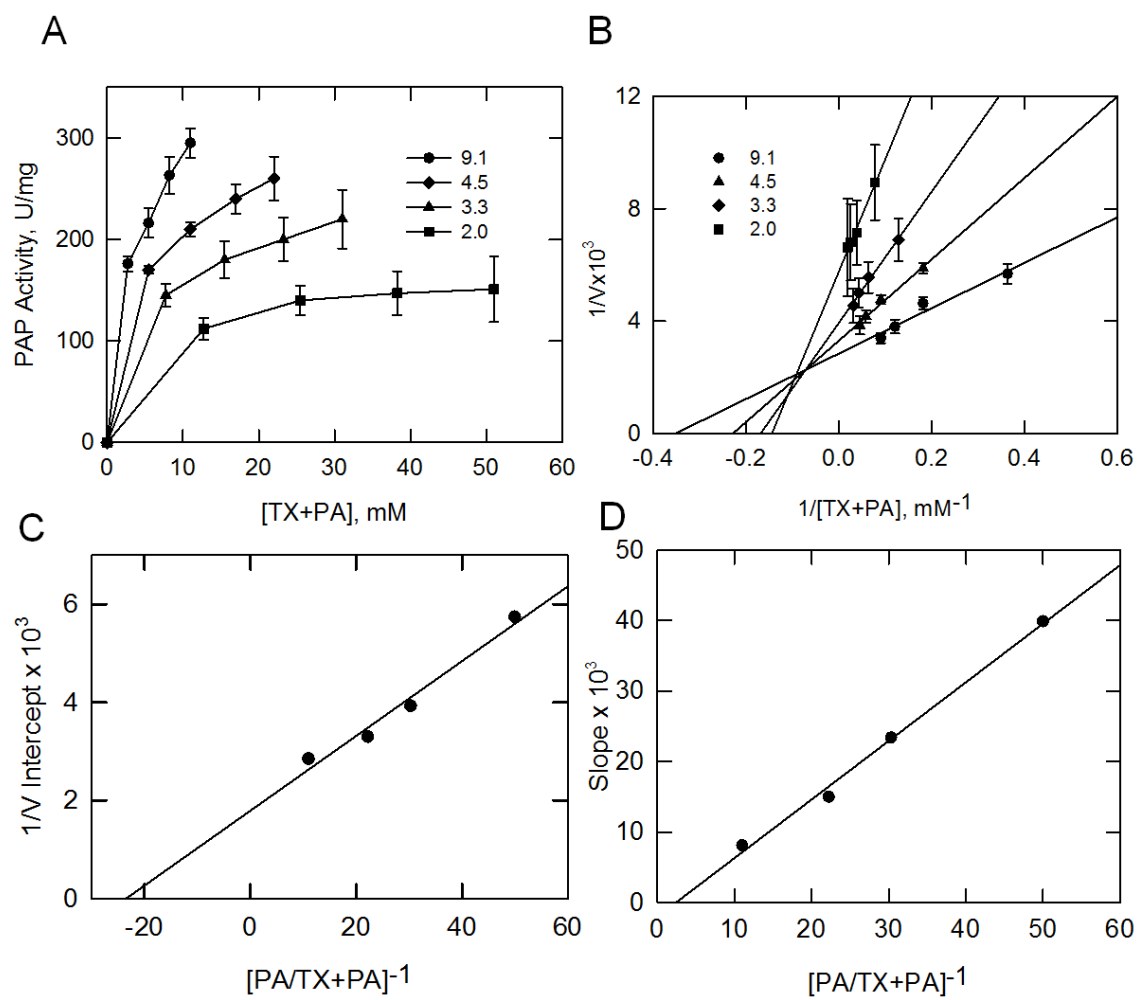 A
PAP Activity, U/mg
300
200
100
0
0 10 20 30 40 50 60
[TX+PA], mM
9.1
4.5
3.3
2.0
B
1/Vx10³
12
8
4
0
-0.4 -0.2 0.0 0.2 0.4 0.6
1/[TX+PA], mM⁻¹
9.1
4.5
3.3
2.0
C
1/V Intercept x 10³
6
4
2
0
-20 0 20 40 60
[PA/TX+PA]⁻¹
D
Slope x 10³
50
40
30
20
10
0
0 10 20 30 40 50 60
[PA/TX+PA]⁻¹